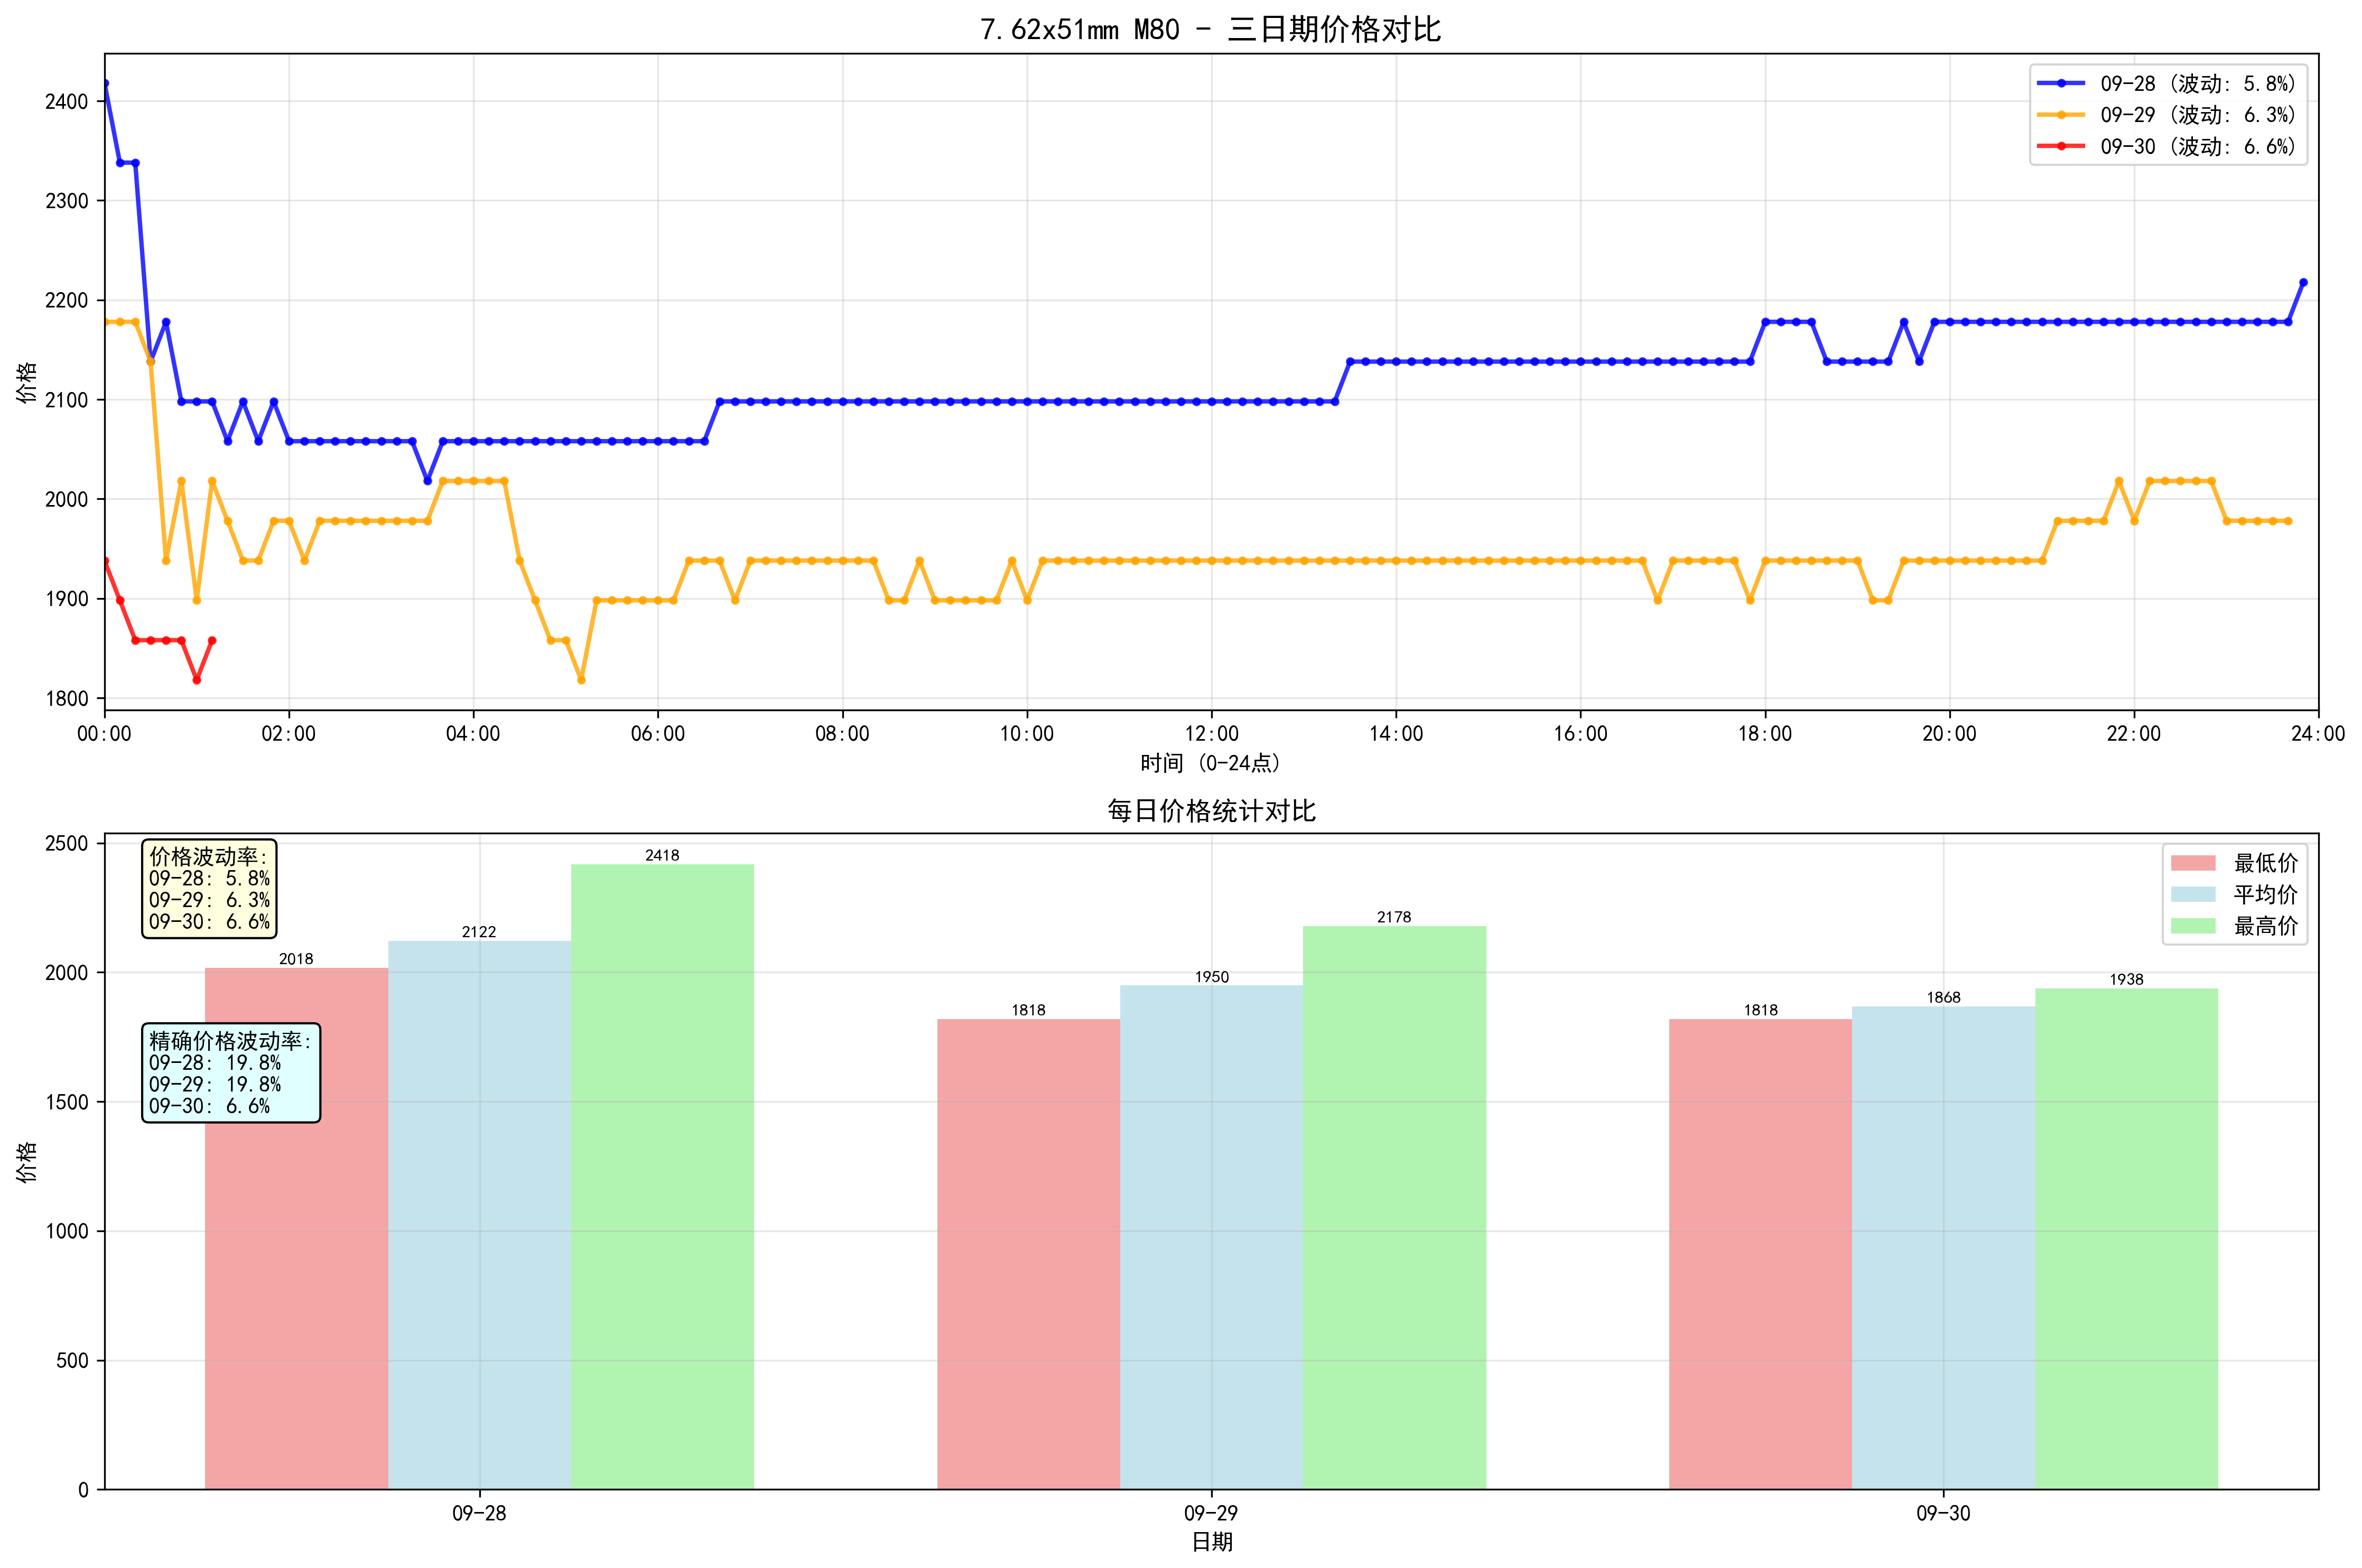 7.62x51mm M80 - 三日期价格对比
09-28 (波动: 5.8%)
09-29 (波动: 6.3%)
09-30 (波动: 6.6%)
价格
2400
2300
2200
2100
2000
1900
1800
00:00 02:00 04:00 06:00 08:00 10:00 12:00 14:00 16:00 18:00 20:00 22:00 24:00
时间 (0-24点)
每日价格统计对比
价格波动率:
09-28: 5.8%
09-29: 6.3%
09-30: 6.6%
精确价格波动率:
09-28: 19.8%
09-29: 19.8%
09-30: 6.6%
最低价
平均价
最高价
价格
2500
2000
1500
1000
500
0
2018 2122 2418
1818 1950 2178
1818 1868 1938
09-28 09-29 09-30
日期